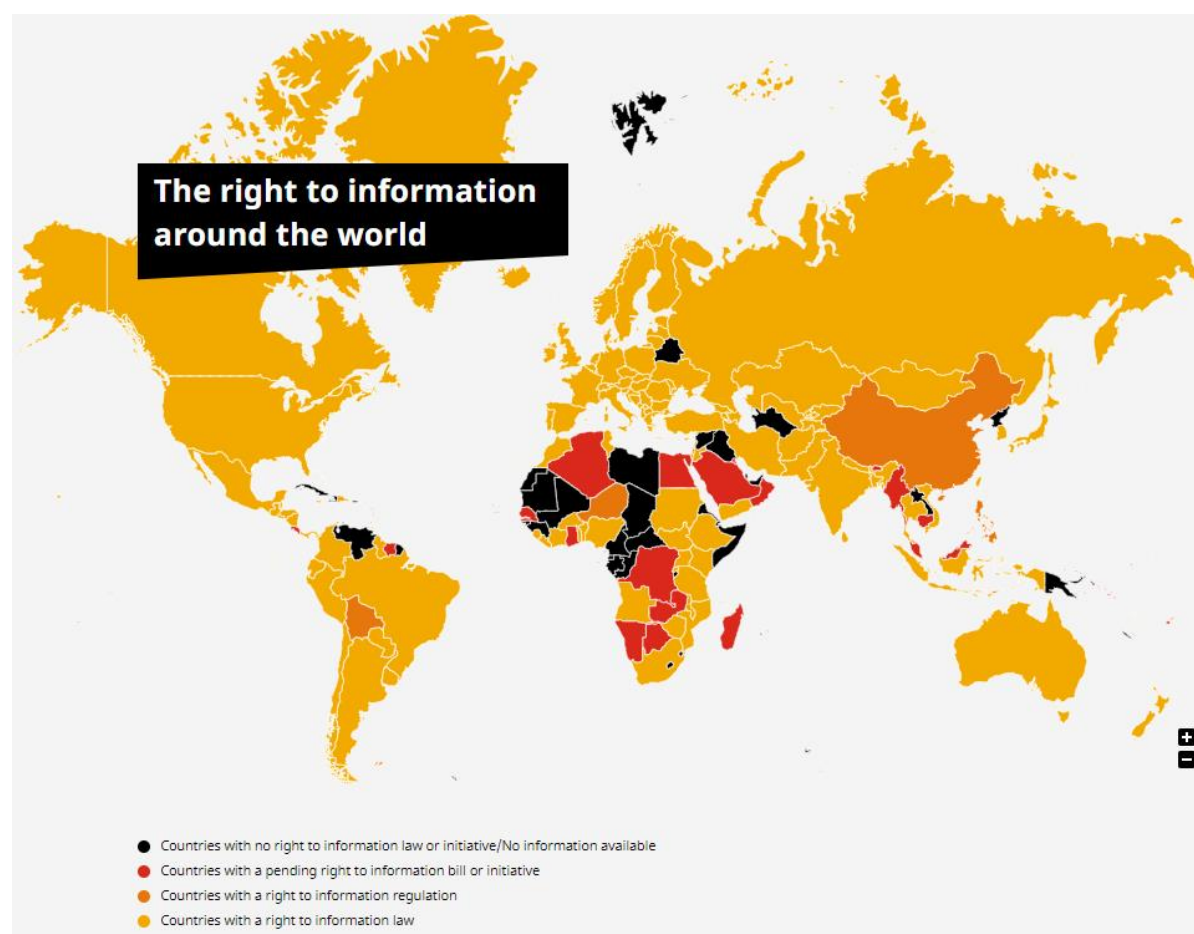 The right to information
around the world
+
−
Countries with no right to information law or initiative/No information available
Countries with a pending right to information bill or initiative
Countries with a right to information regulation
Countries with a right to information law